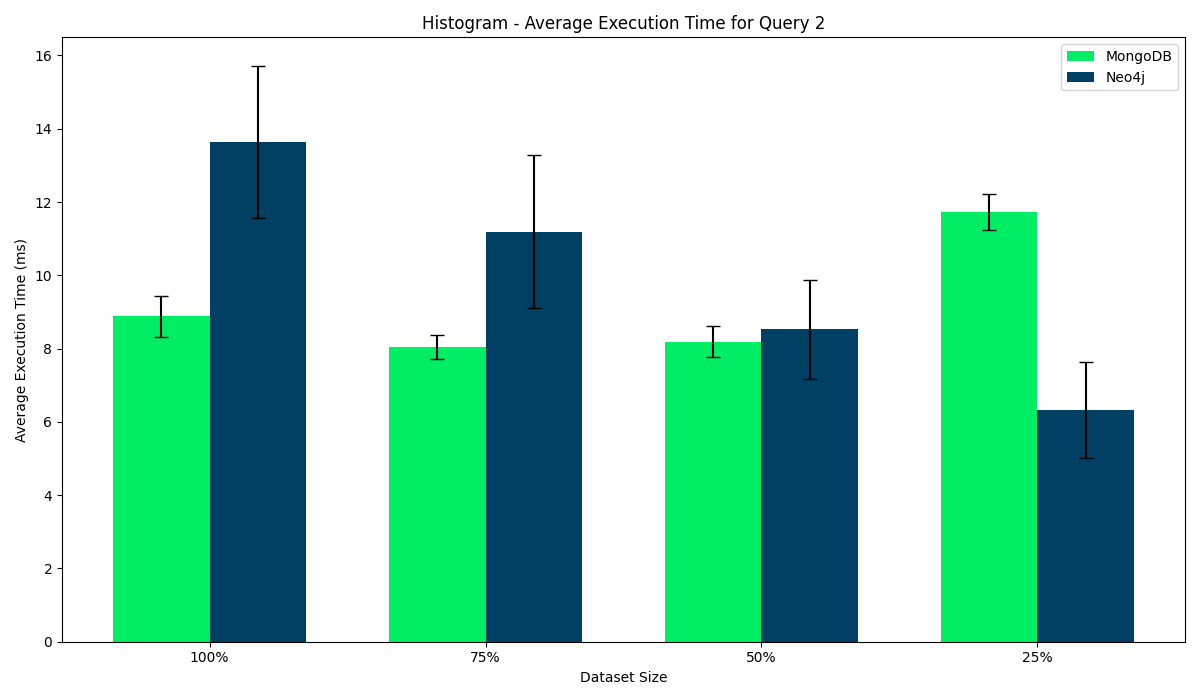 Histogram - Average Execution Time for Query 2
MongoDB
Neo4j
Average Execution Time (ms)
16
14
12
10
8
6
4
2
0
100%
75%
50%
25%
Dataset Size